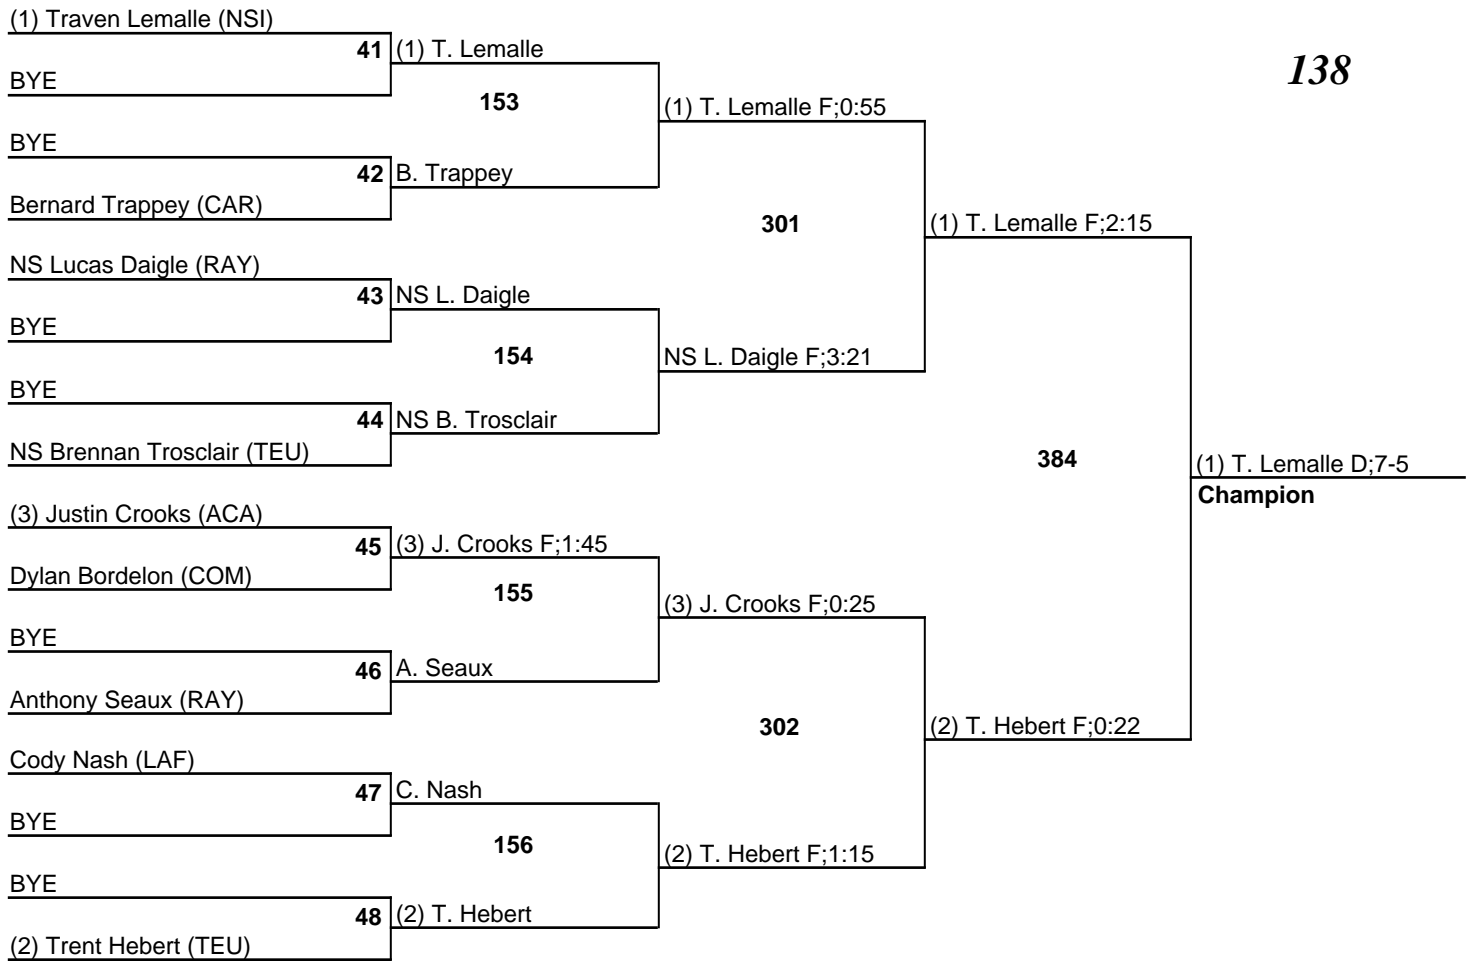 (1) Traven Lemalle (NSI)
41 (1) T. Lemalle
138
BYE
153
(1) T. Lemalle F;0:55
BYE
42 B. Trappey
Bernard Trappey (CAR)
301
(1) T. Lemalle F;2:15
NS Lucas Daigle (RAY)
43 NS L. Daigle
BYE
154
NS L. Daigle F;3:21
BYE
44 NS B. Trosclair
NS Brennan Trosclair (TEU)
384
(1) T. Lemalle D;7-5
Champion
(3) Justin Crooks (ACA)
45 (3) J. Crooks F;1:45
Dylan Bordelon (COM)
155
(3) J. Crooks F;0:25
BYE
46 A. Seaux
Anthony Seaux (RAY)
302
(2) T. Hebert F;0:22
Cody Nash (LAF)
47 C. Nash
BYE
156
(2) T. Hebert F;1:15
BYE
48 (2) T. Hebert
(2) Trent Hebert (TEU)